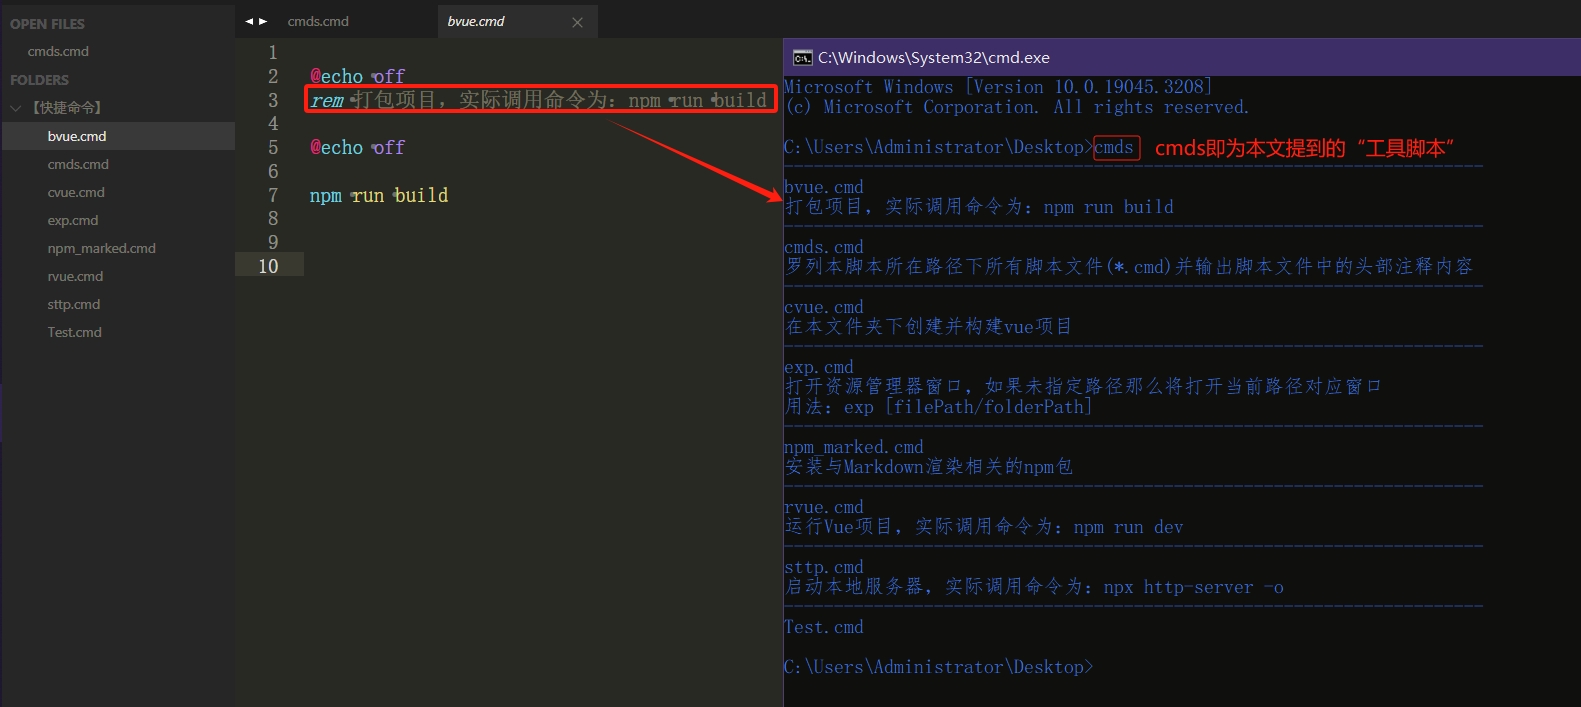 OPEN FILES
cmds.cmd
FOLDERS
【快捷命令】
bvue.cmd
cmds.cmd
cvue.cmd
exp.cmd
npm_marked.cmd
rvue.cmd
sttp.cmd
Test.cmd
cmds.cmd
bvue.cmd
1
2 @echo off
3 rem 打包项目，实际调用命令为：npm run build
4
5 @echo off
6
7 npm run build
8
9
10
C:\Windows\System32\cmd.exe
Microsoft Windows [Version 10.0.19045.3208]
(c) Microsoft Corporation. All rights reserved.
C:\Users\Administrator\Desktop>cmds cmds即为本文提到的“工具脚本”
--------------------------------------------------
bvue.cmd
打包项目，实际调用命令为：npm run build
--------------------------------------------------
cmds.cmd
罗列本脚本所在路径下所有脚本文件(*.cmd)并输出脚本文件中的头部注释内容
--------------------------------------------------
cvue.cmd
在本文件夹下创建并构建vue项目
--------------------------------------------------
exp.cmd
打开资源管理器窗口，如果未指定路径那么将打开当前路径对应窗口
用法：exp [filePath/folderPath]
--------------------------------------------------
npm_marked.cmd
安装与Markdown渲染相关的npm包
--------------------------------------------------
rvue.cmd
运行Vue项目，实际调用命令为：npm run dev
--------------------------------------------------
sttp.cmd
启动本地服务器，实际调用命令为：npx http-server -o
--------------------------------------------------
Test.cmd
C:\Users\Administrator\Desktop>